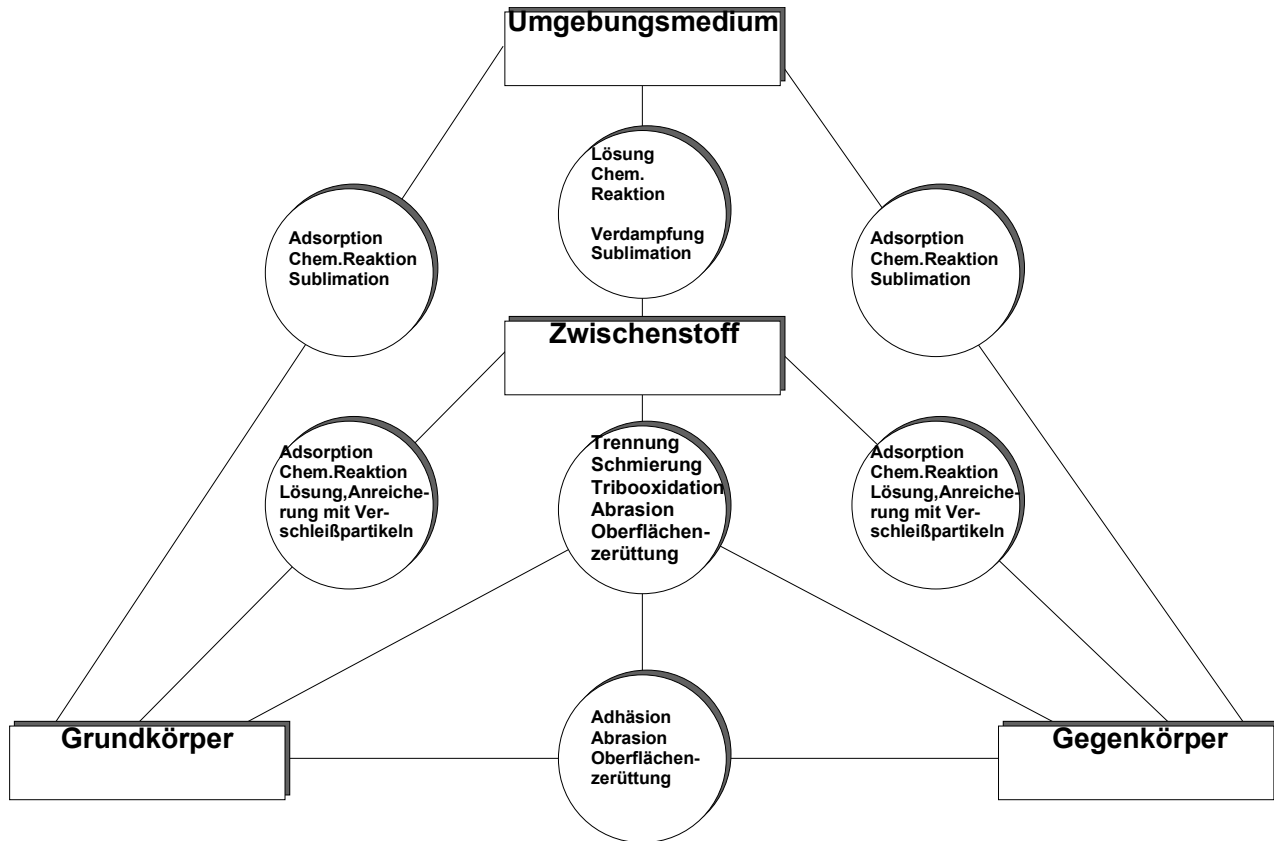 Umgebungsmedium
Lösung
Chem.
Reaktion
Verdampfung
Sublimation
Adsorption
Chem.Reaktion
Sublimation
Adsorption
Chem.Reaktion
Sublimation
Zwischenstoff
Adsorption
Chem.Reaktion
Lösung,Anreiche-
rung mit Ver-
schleißpartikeln
Trennung
Schmierung
Tribooxidation
Abrasion
Oberflächen-
zerüttung
Adsorption
Chem.Reaktion
Lösung,Anreiche-
rung mit Ver-
schleißpartikeln
Grundkörper
Adhäsion
Abrasion
Oberflächen-
zerüttung
Gegenkörper